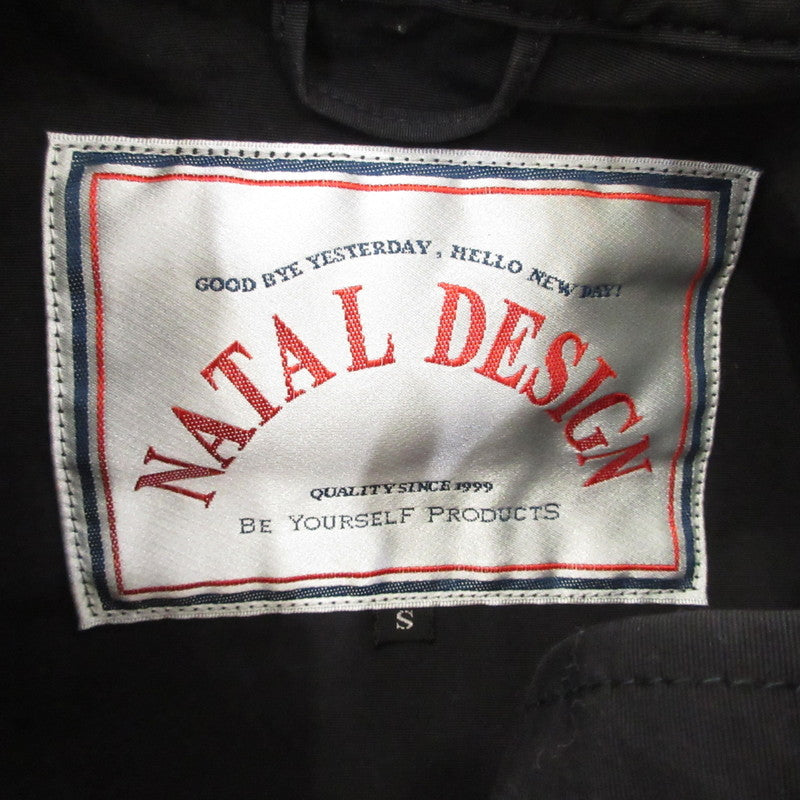 GOOD BYE YESTERDAY, HELLO NEW DAY!
NATAL DESIGN
QUALITY SINCE 1999
BE YOURSELF PRODUCTS
S